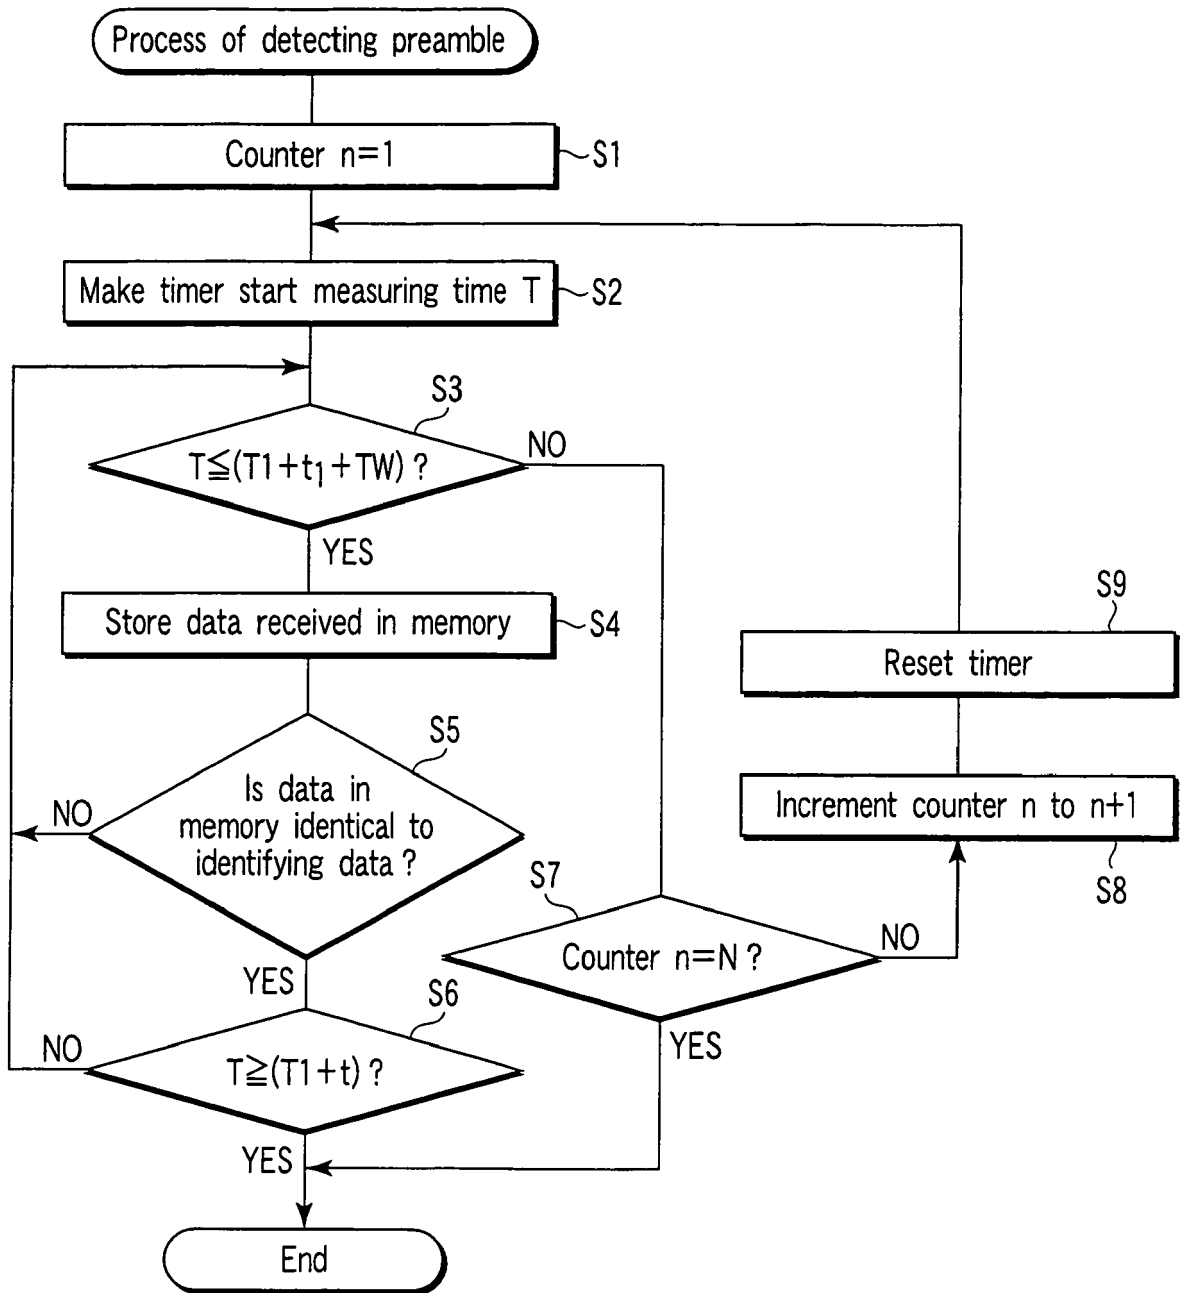 Process of detecting preamble
Counter n=1
S1
Make timer start measuring time T
S2
S3
T≦(T1+t₁+TW)?
NO
YES
Store data received in memory
S4
S9
Reset timer
S5
Is data in
memory identical to
identifying data?
NO
YES
Increment counter n to n+1
S8
S7
Counter n=N?
NO
YES
S6
T≧(T1+t)?
NO
YES
End